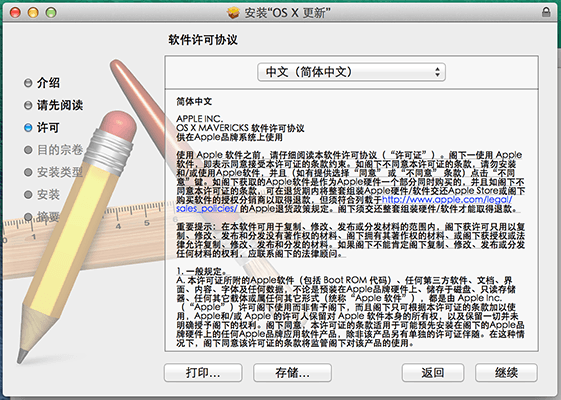 安装“OS X 更新”
软件许可协议
介绍
请先阅读
许可
目的宗卷
安装类型
安装
摘要
中文（简体中文）
简体中文
APPLE INC.
OS X MAVERICKS 软件许可协议
供在Apple品牌系统上使用
使用 Apple 软件之前，请仔细阅读本软件许可协议（“许可证”）。阁下一使用 Apple
软件，即表示同意接受本许可证的条款约束。如阁下不同意本许可证的条款，请勿安装
和/或使用Apple软件，并且（如有提供选择“同意” 或“不同意” 条款）点击“不同
意”键。如阁下获取的Apple软件是作为Apple硬件一个部分同时购买的，并且如阁下不
同意本许可证的条款，可在退货期内将整套组装Apple硬件/软件交还Apple Store或阁下
购买软件的授权分销商以取得退款，但须符合列载于http://www.apple.com/legal/
sales_policies/ 的Apple退货政策规定。阁下须交还整套组装硬件/软件才能取得退款。
重要提示：在本软件可用于复制、修改、发布或分发材料的范围内，阁下获许可只用以复
制、修改、发布和分发没有著作权的材料、阁下拥有其著作权的材料、或阁下获授权或法
律允许复制、修改、发布和分发的材料。如果阁下不能肯定阁下复制、修改、发布或分发
任何材料的权利，应联系阁下的法律顾问。
1. 一般规定。
A. 本许可证所附的Apple软件（包括 Boot ROM 代码）、任何第三方软件、文档、界
面、内容、字体及任何数据，不论是预装在Apple品牌硬件上、储存于磁盘、只读存储
器、任何其它载体或属任何其它形式（统称“Apple 软件”），都是由 Apple Inc.
（“Apple”）许可阁下使用而非售予阁下，而且阁下只可根据本许可证的条款加以使
用，Apple和/或 Apple 的许可人保留对 Apple 软件本身的所有权，以及保留一切并未
明确授予阁下的权利。阁下同意，本许可证的条款适用于可能预先安装在阁下的Apple品
牌硬件上的任何Apple品牌应用软件产品，除非该产品另有单独的许可证伴随。在这种情
况下，阁下同意该许可证的条款将监管阁下对该产品的使用。
打印…
存储…
返回
继续